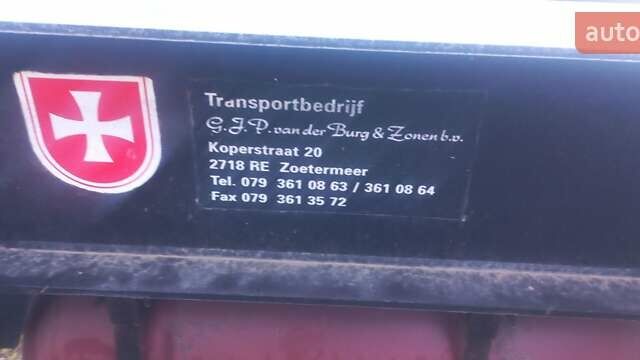 auto
Transportbedrijf
G.J.P. van der Burg & Zonen b.v.
Koperstraat 20
2718 RE Zoetermeer
Tel. 079 361 08 63 / 361 08 64
Fax 079 361 35 72